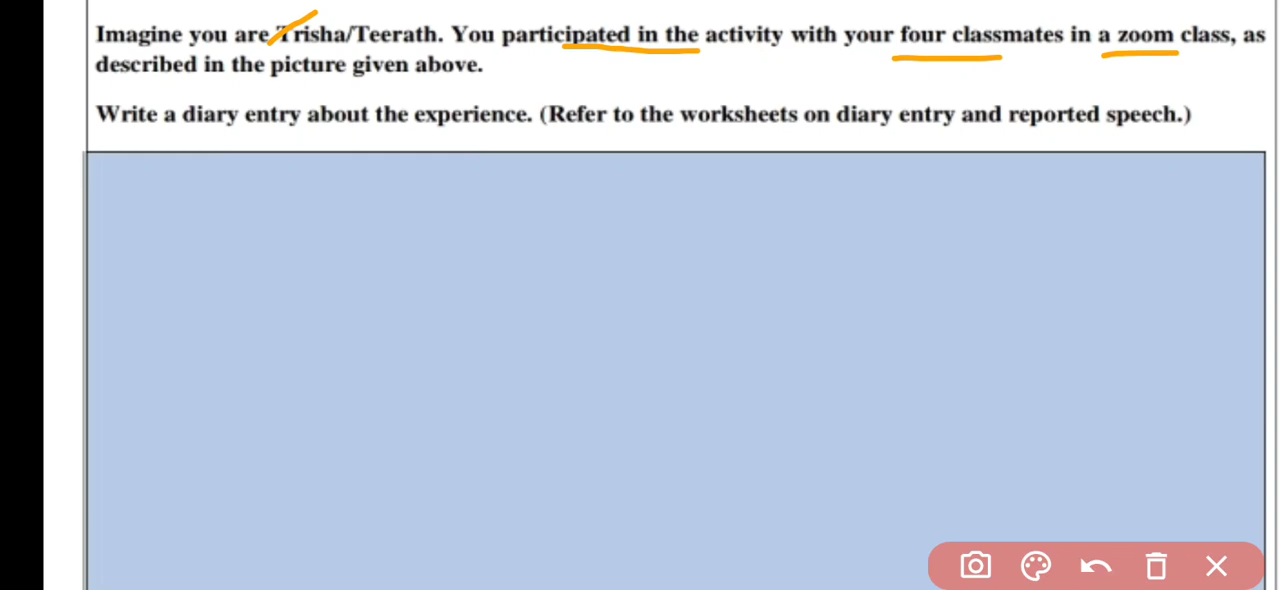 Imagine you are Trisha/Teerath. You participated in the activity with your four classmates in a zoom class, as
described in the picture given above.
Write a diary entry about the experience. (Refer to the worksheets on diary entry and reported speech.)